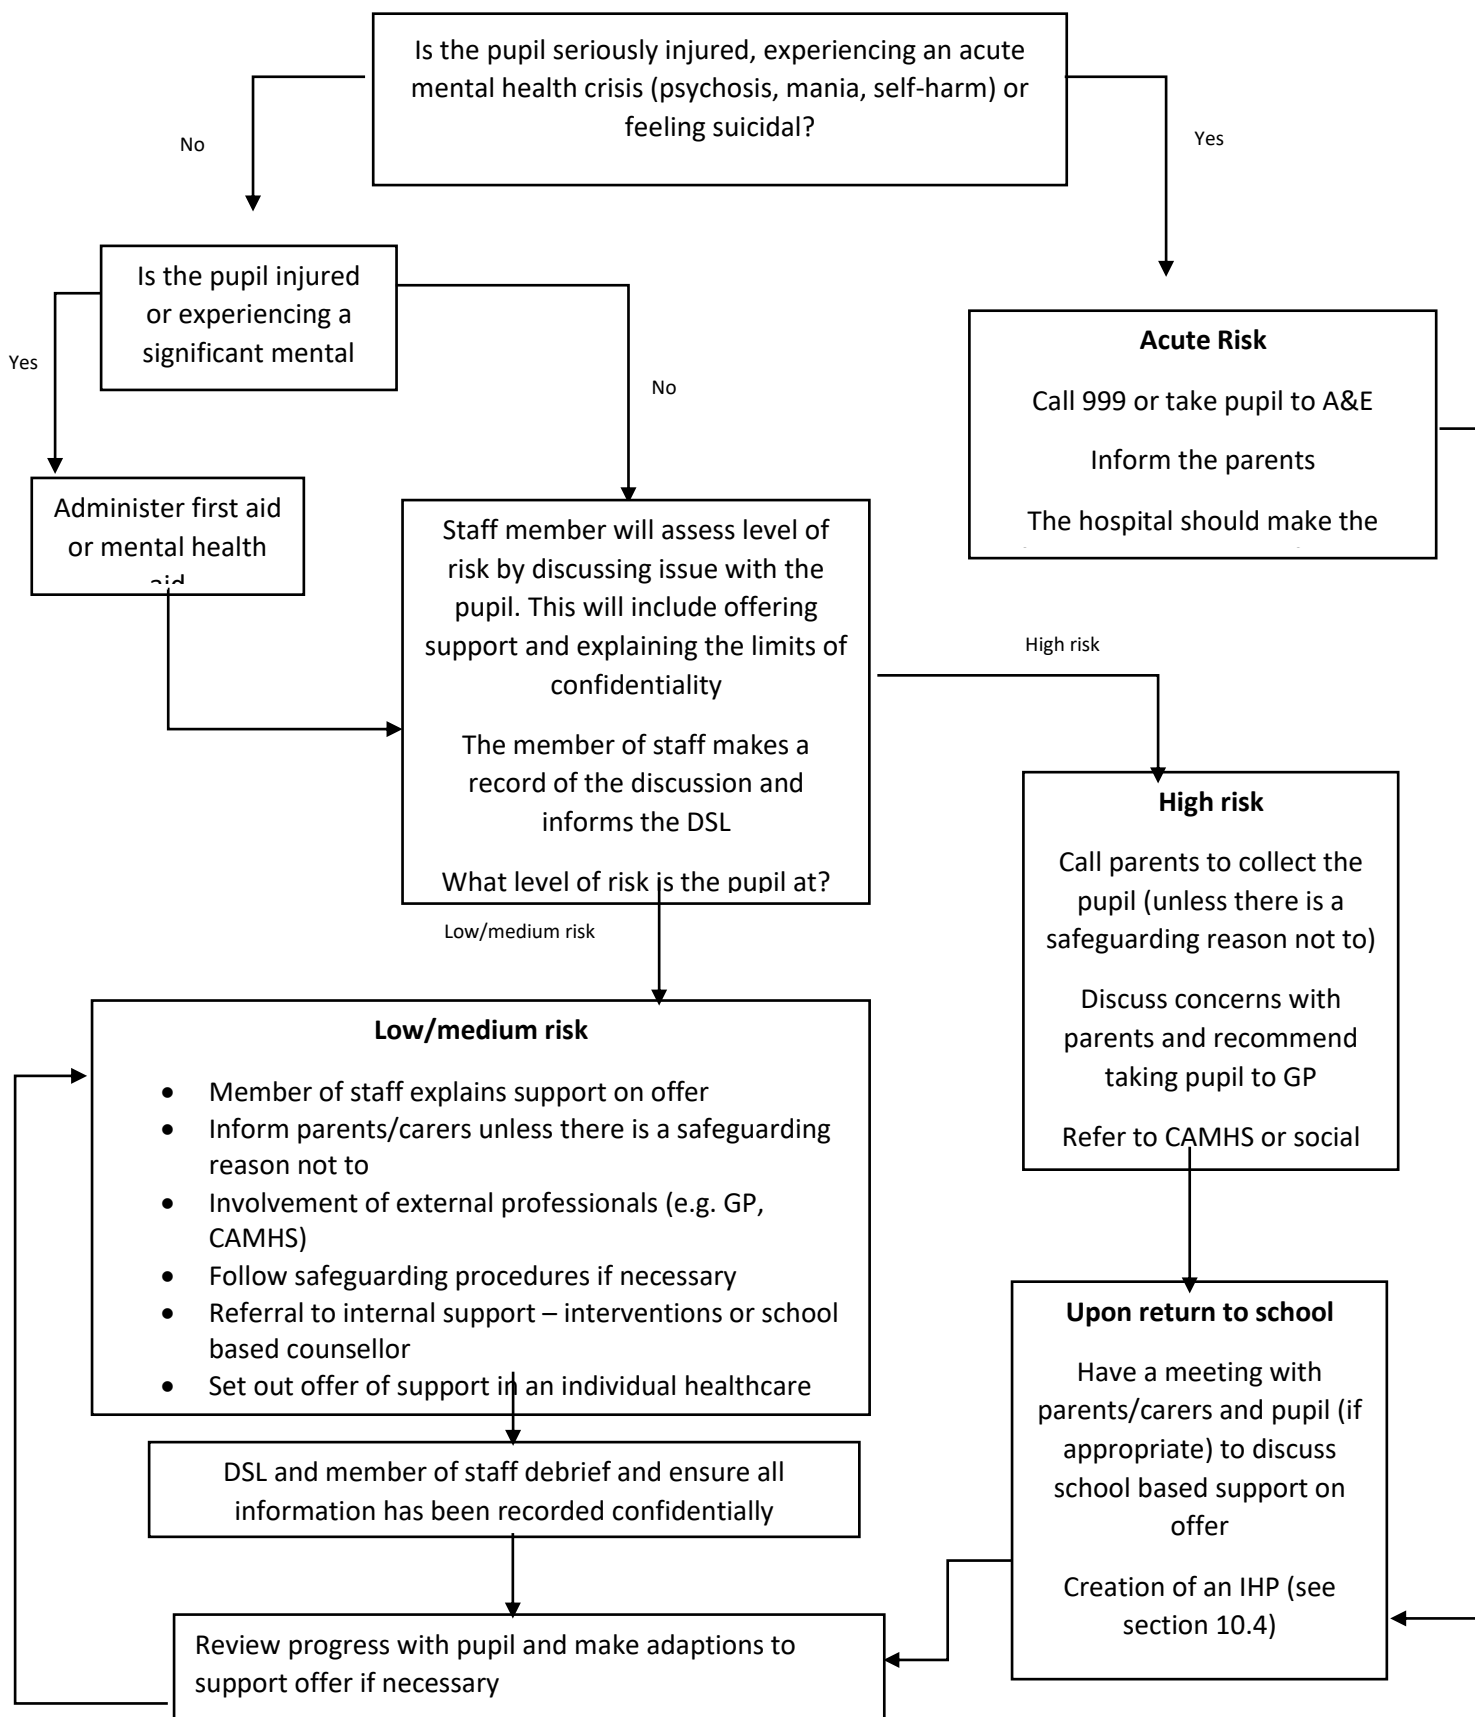 Is the pupil seriously injured, experiencing an acute
mental health crisis (psychosis, mania, self-harm) or
feeling suicidal?
No
Yes
Is the pupil injured
or experiencing a
significant mental
Yes
No
Acute Risk
Call 999 or take pupil to A&E
Inform the parents
The hospital should make the
Administer first aid
or mental health
aid
Staff member will assess level of
risk by discussing issue with the
pupil. This will include offering
support and explaining the limits of
confidentiality
The member of staff makes a
record of the discussion and
informs the DSL
What level of risk is the pupil at?
High risk
Low/medium risk
High risk
Call parents to collect the
pupil (unless there is a
safeguarding reason not to)
Discuss concerns with
parents and recommend
taking pupil to GP
Refer to CAMHS or social
Low/medium risk
• Member of staff explains support on offer
• Inform parents/carers unless there is a safeguarding
reason not to
• Involvement of external professionals (e.g. GP,
CAMHS)
• Follow safeguarding procedures if necessary
• Referral to internal support – interventions or school
based counsellor
• Set out offer of support in an individual healthcare
Upon return to school
Have a meeting with
parents/carers and pupil (if
appropriate) to discuss
school based support on
offer
Creation of an IHP (see
section 10.4)
DSL and member of staff debrief and ensure all
information has been recorded confidentially
Review progress with pupil and make adaptions to
support offer if necessary